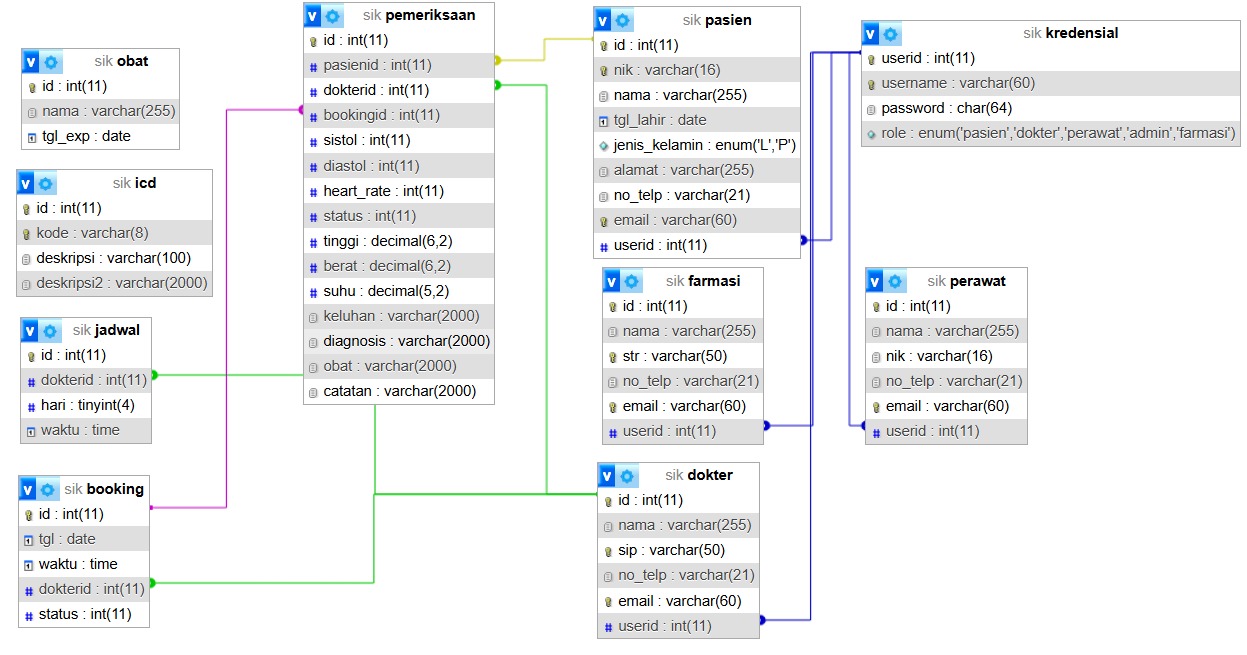 sik obat
id : int(11)
nama : varchar(255)
tgl_exp : date
sik icd
id : int(11)
kode : varchar(8)
deskripsi : varchar(100)
deskripsi2 : varchar(2000)
sik jadwal
id : int(11)
dokterid : int(11)
hari : tinyint(4)
waktu : time
sik booking
id : int(11)
tgl : date
waktu : time
dokterid : int(11)
status : int(11)
sik pemeriksaan
id : int(11)
pasienid : int(11)
dokterid : int(11)
bookingid : int(11)
sistol : int(11)
diastol : int(11)
heart_rate : int(11)
status : int(11)
tinggi : decimal(6,2)
berat : decimal(6,2)
suhu : decimal(5,2)
keluhan : varchar(2000)
diagnosis : varchar(2000)
obat : varchar(2000)
catatan : varchar(2000)
sik pasien
id : int(11)
nik : varchar(16)
nama : varchar(255)
tgl_lahir : date
jenis_kelamin : enum('L','P')
alamat : varchar(255)
no_telp : varchar(21)
email : varchar(60)
userid : int(11)
sik farmasi
id : int(11)
nama : varchar(255)
str : varchar(50)
no_telp : varchar(21)
email : varchar(60)
userid : int(11)
sik dokter
id : int(11)
nama : varchar(255)
sip : varchar(50)
no_telp : varchar(21)
email : varchar(60)
userid : int(11)
sik kredensial
userid : int(11)
username : varchar(60)
password : char(64)
role : enum('pasien','dokter','perawat','admin','farmasi')
sik perawat
id : int(11)
nama : varchar(255)
nik : varchar(16)
no_telp : varchar(21)
email : varchar(60)
userid : int(11)